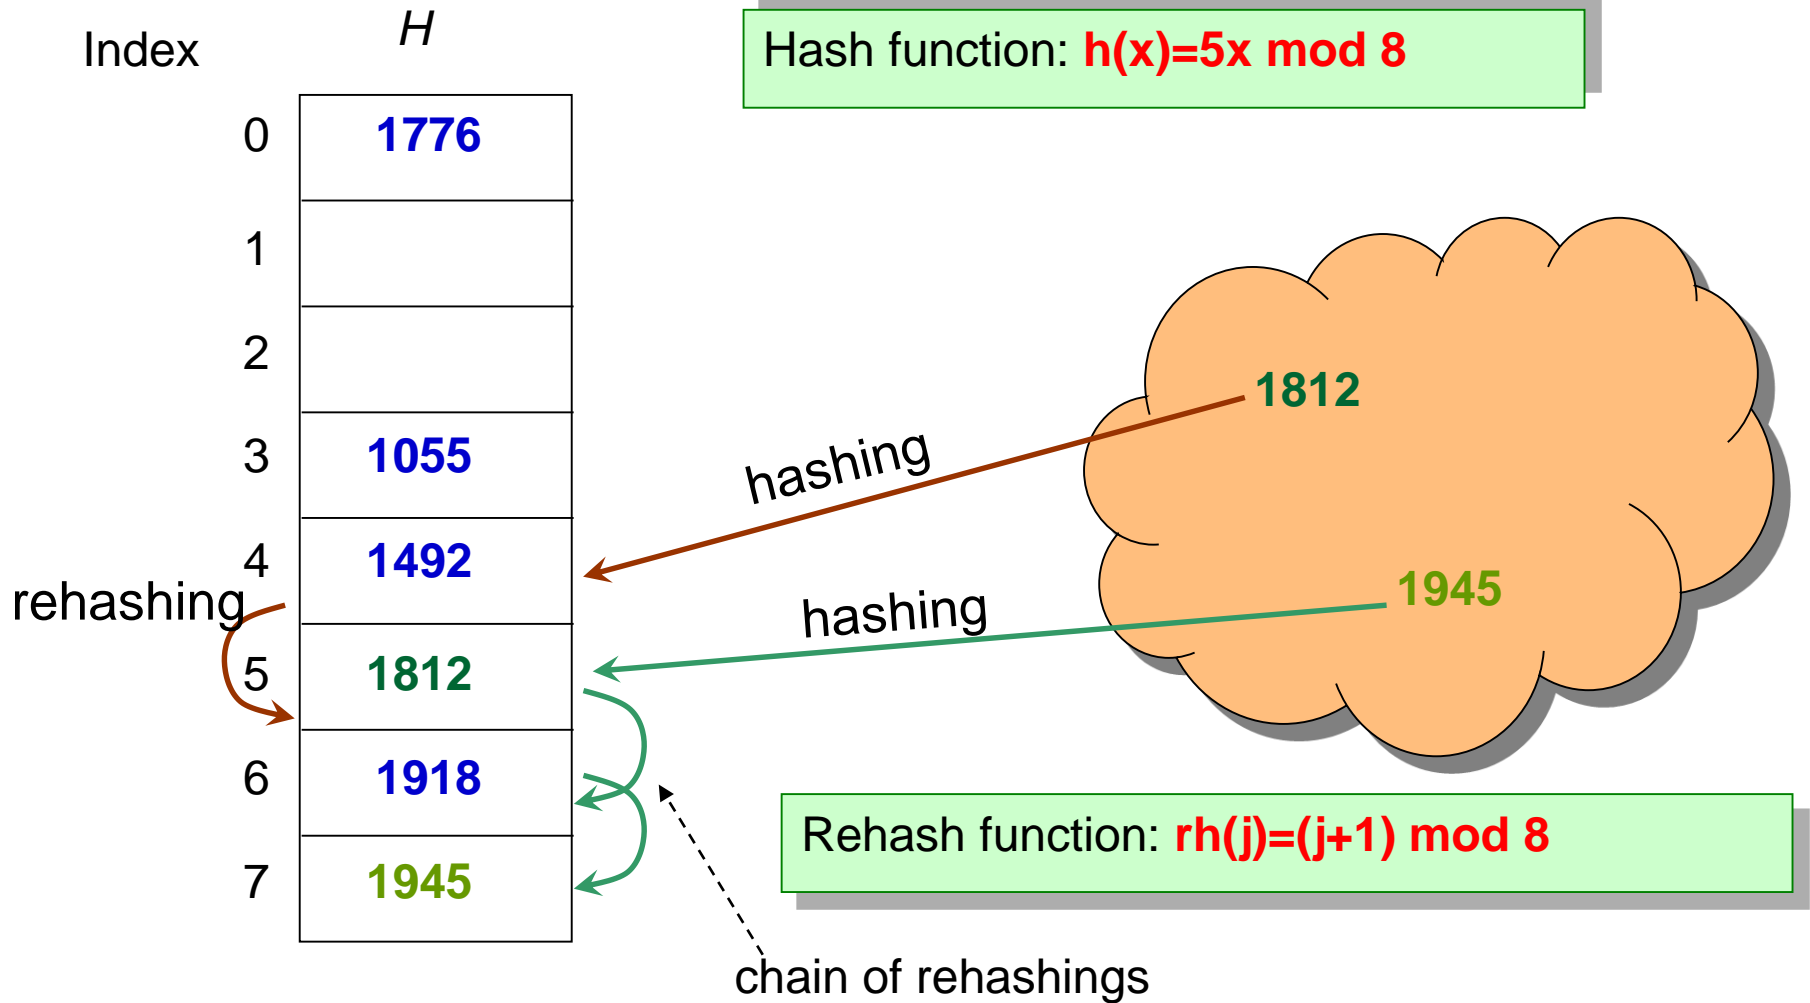 Index H
Hash function: h(x)=5x mod 8
0 1776
1
2
3 1055
4 1492
5 1812
6 1918
7 1945
rehashing
hashing
1812
hashing
1945
Rehash function: rh(j)=(j+1) mod 8
chain of rehashings